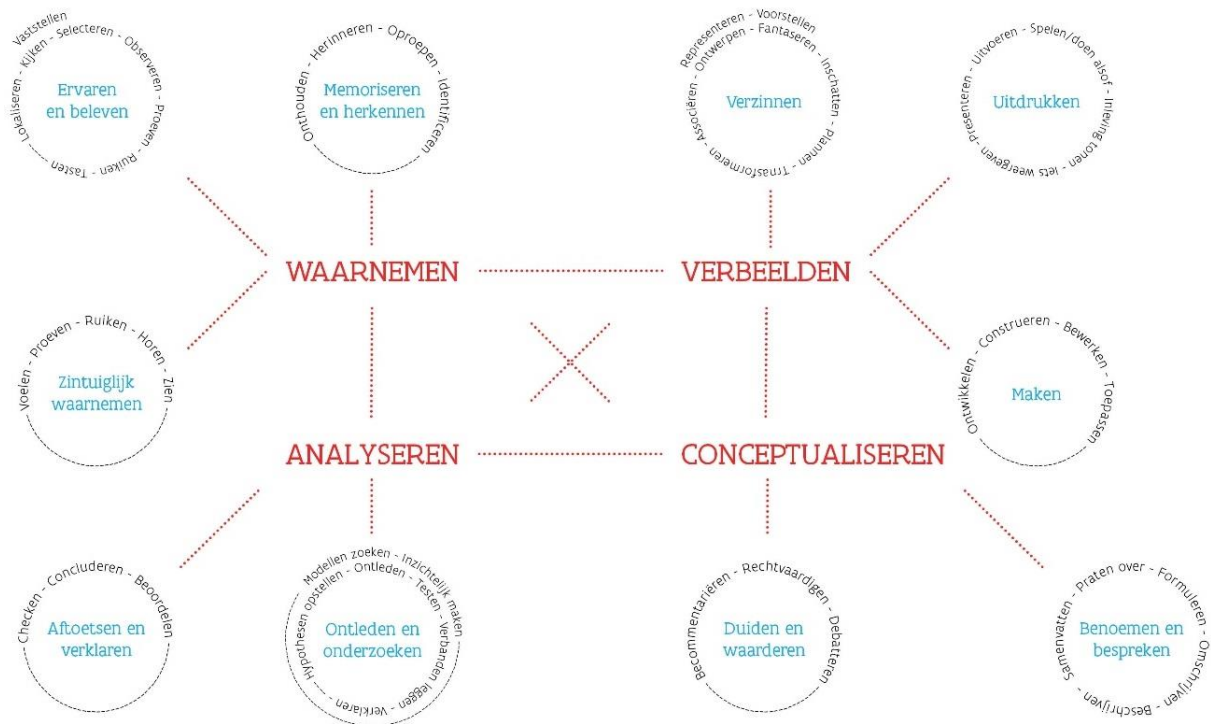 Vaststellen
Lokaliseren - Kijken - Selecteren - Observeren - Proeven - Ruiken - Tasten
Ervaren
en beleven
Onthouden - Herinneren - Oproepen - Identificeren
Memoriseren
en herkennen
Representeren - Voorstellen
Associëren - Ontwerpen - Fantaseren - Inschatten - Plannen - Trnasformeren
Verzinnen
Presenteren - Uitvoeren - Spelen/doen alsof - Inleving tonen - Iets weergeven
Uitdrukken
WAARNEMEN
VERBEELDEN
Voelen - Proeven - Ruiken - Horen - Zien
Zintuiglijk
waarnemen
Ontwikkelen - Construeren - Bewerken - Toepassen
Maken
ANALYSEREN
CONCEPTUALISEREN
Checken - Concluderen - Beoordelen
Aftoetsen en
verklaren
Modellen zoeken - Inzichtelijk maken
Hypothesen opstellen - Ontleden - Testen - Verbanden leggen - Verklaren
Ontleden en
onderzoeken
Becommentariëren - Rechtvaardigen - Debatteren
Duiden en
waarderen
Samenvatten - Praten over - Formuleren - Omschrijven - Beschrijven
Benoemen en
bespreken